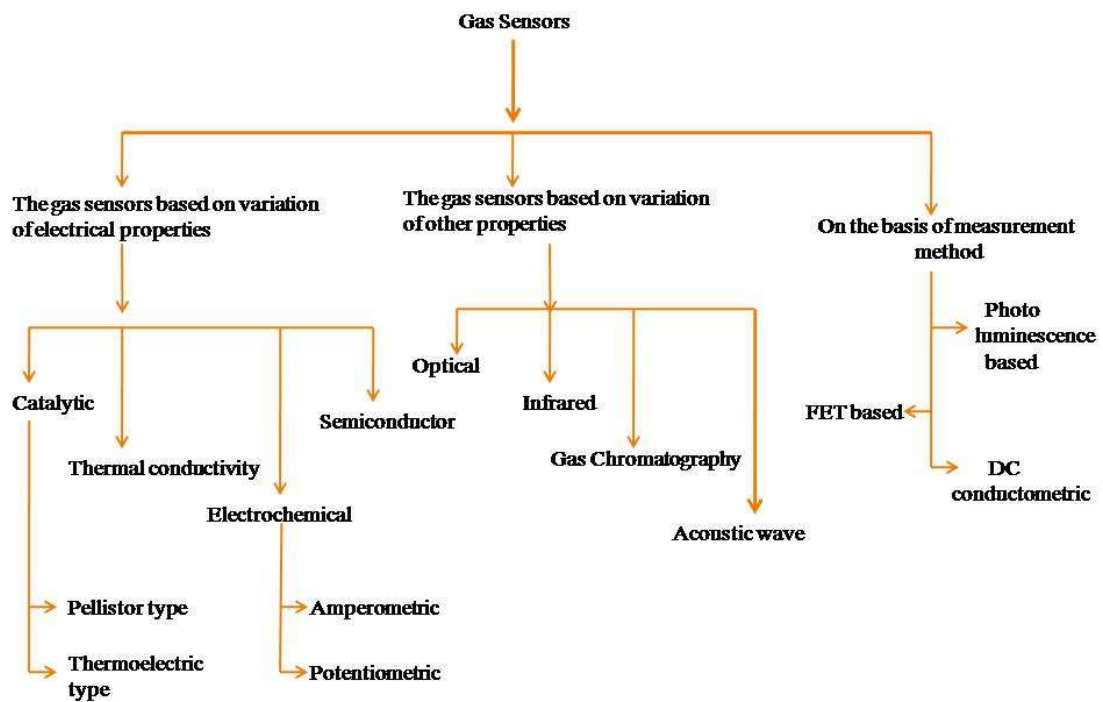 Gas Sensors
The gas sensors based on variation
of electrical properties
The gas sensors based on variation
of other properties
On the basis of measurement
method
Catalytic
Thermal conductivity
Electrochemical
Semiconductor
Pellistor type
Thermoelectric
type
Amperometric
Potentiometric
Optical
Infrared
Gas Chromatography
Acoustic wave
Photo
luminescence
based
FET based
DC
conductometric